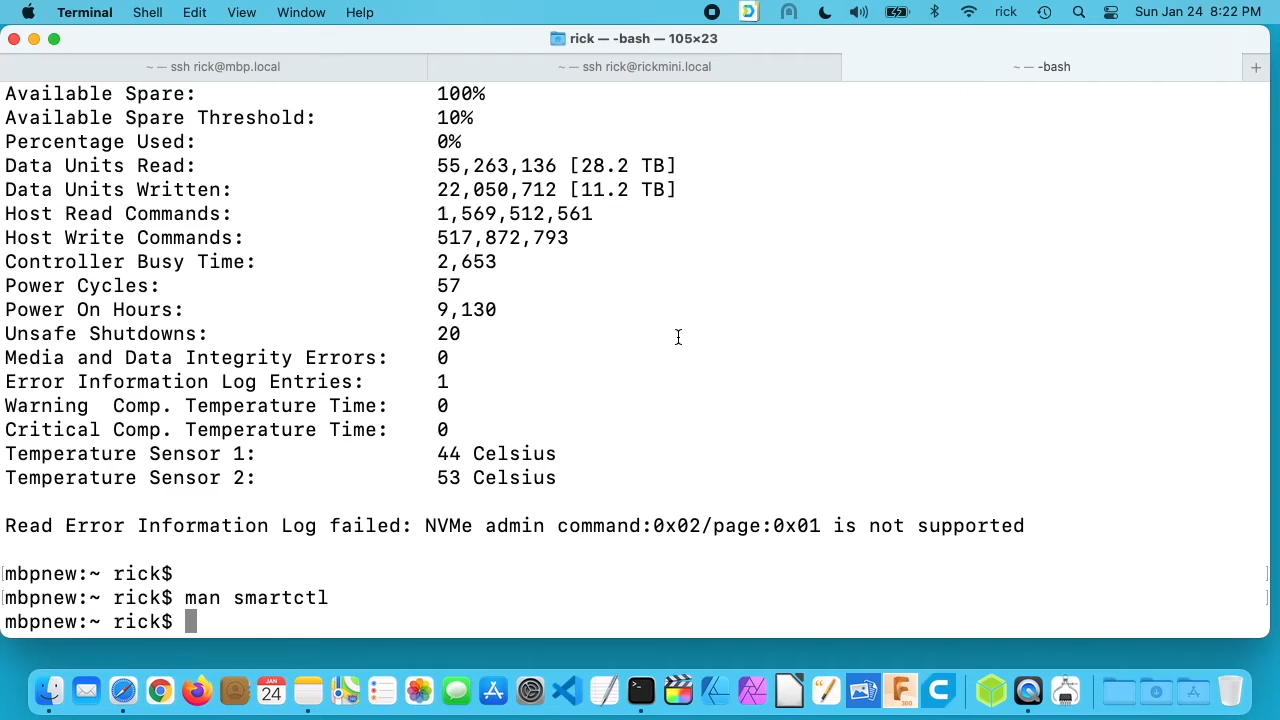 Terminal Shell Edit View Window Help rick Sun Jan 24 8:22 PM
rick — -bash — 105×23
~ — ssh rick@mbp.local ~ — ssh rick@rickmini.local ~ — -bash +
Available Spare: 100%
Available Spare Threshold: 10%
Percentage Used: 0%
Data Units Read: 55,263,136 [28.2 TB]
Data Units Written: 22,050,712 [11.2 TB]
Host Read Commands: 1,569,512,561
Host Write Commands: 517,872,793
Controller Busy Time: 2,653
Power Cycles: 57
Power On Hours: 9,130
Unsafe Shutdowns: 20
Media and Data Integrity Errors: 0
Error Information Log Entries: 1
Warning Comp. Temperature Time: 0
Critical Comp. Temperature Time: 0
Temperature Sensor 1: 44 Celsius
Temperature Sensor 2: 53 Celsius
Read Error Information Log failed: NVMe admin command:0x02/page:0x01 is not supported
[mbpnew:~ rick$ ]
[mbpnew:~ rick$ man smartctl ]
mbpnew:~ rick$
JAN
24
F
360
C